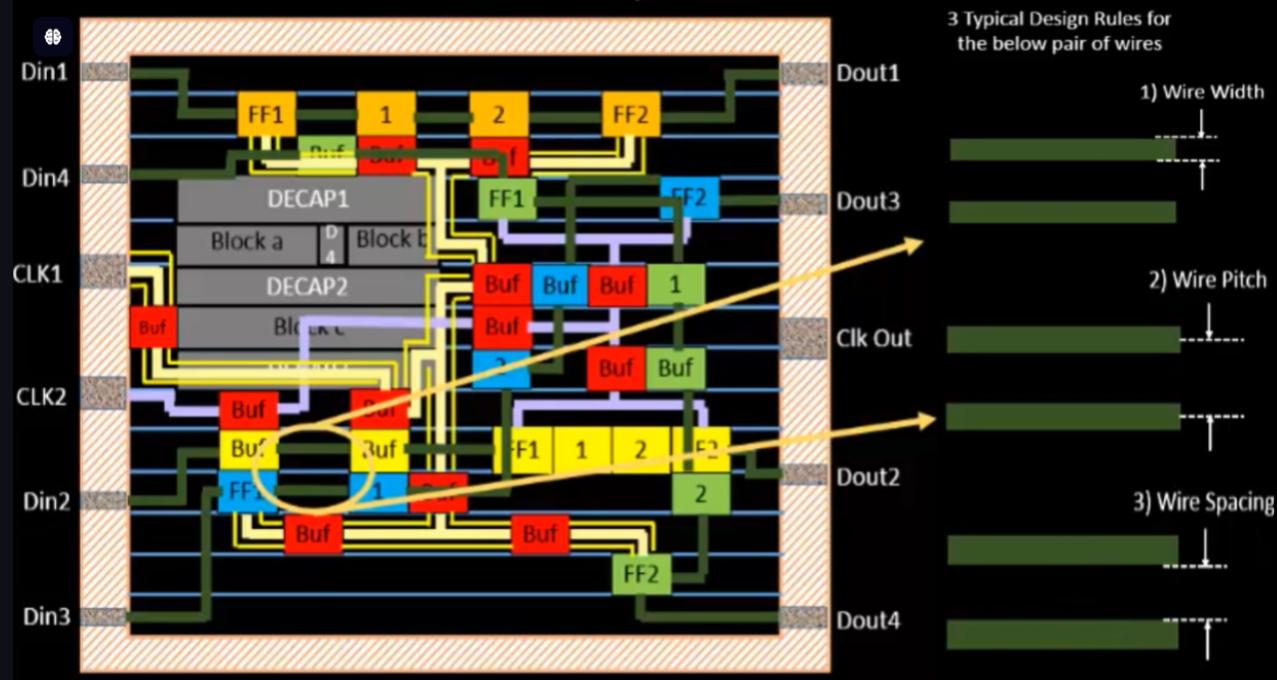 3 Typical Design Rules for
the below pair of wires
Din1
Dout1
1) Wire Width
FF1 1 2 FF2
Buf Buf Buf
Din4
DECAP1
FF1 FF2
Dout3
Block a D4 Block b
CLK1
DECAP2
Buf Buf Buf 1
2) Wire Pitch
Buf Block c Buf
Clk Out
2 Buf Buf
CLK2
Buf Buf
Buf Buf FF1 1 2 FF2
Dout2
Din2
FF1 1 Buf 2
3) Wire Spacing
Buf Buf
FF2
Din3
Dout4